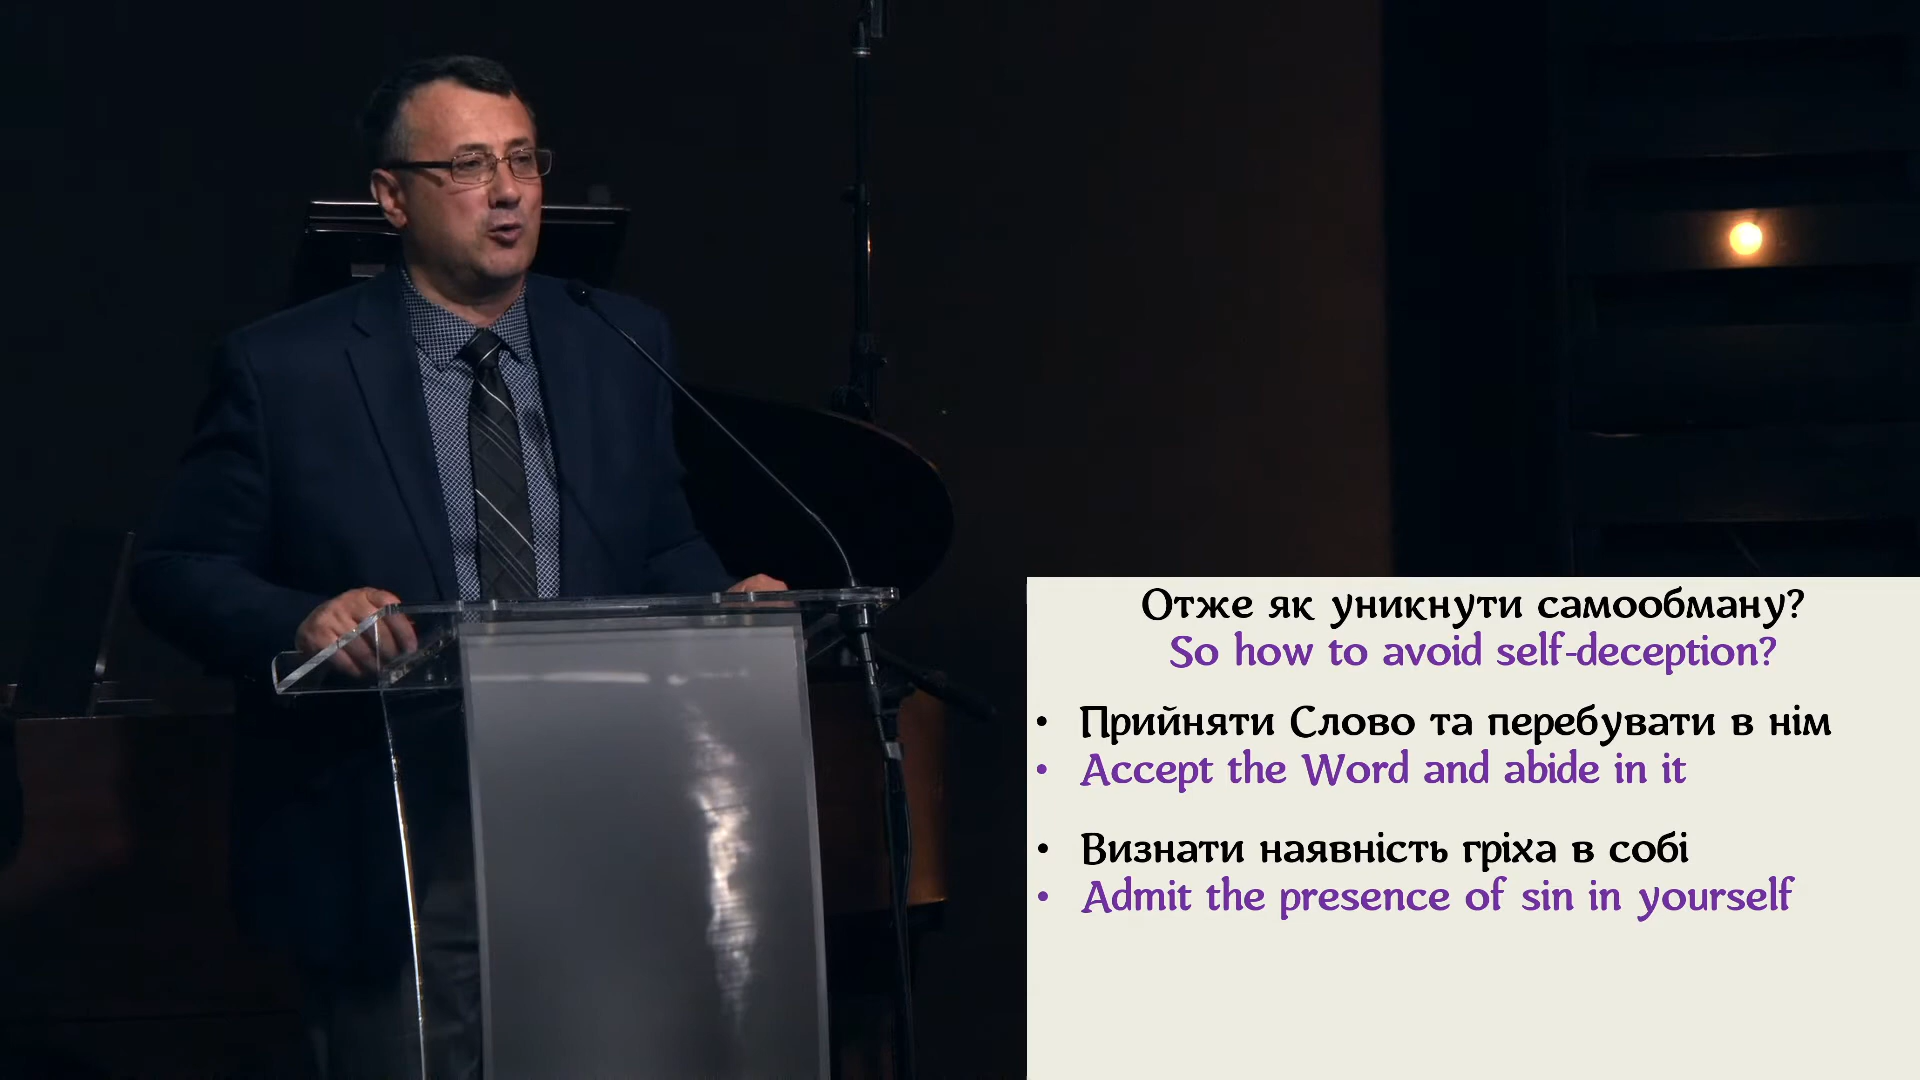 Отже як уникнути самообману?
So how to avoid self-deception?
• Прийняти Слово та перебувати в нім
• Accept the Word and abide in it
• Визнати наявність гріха в собі
• Admit the presence of sin in yourself